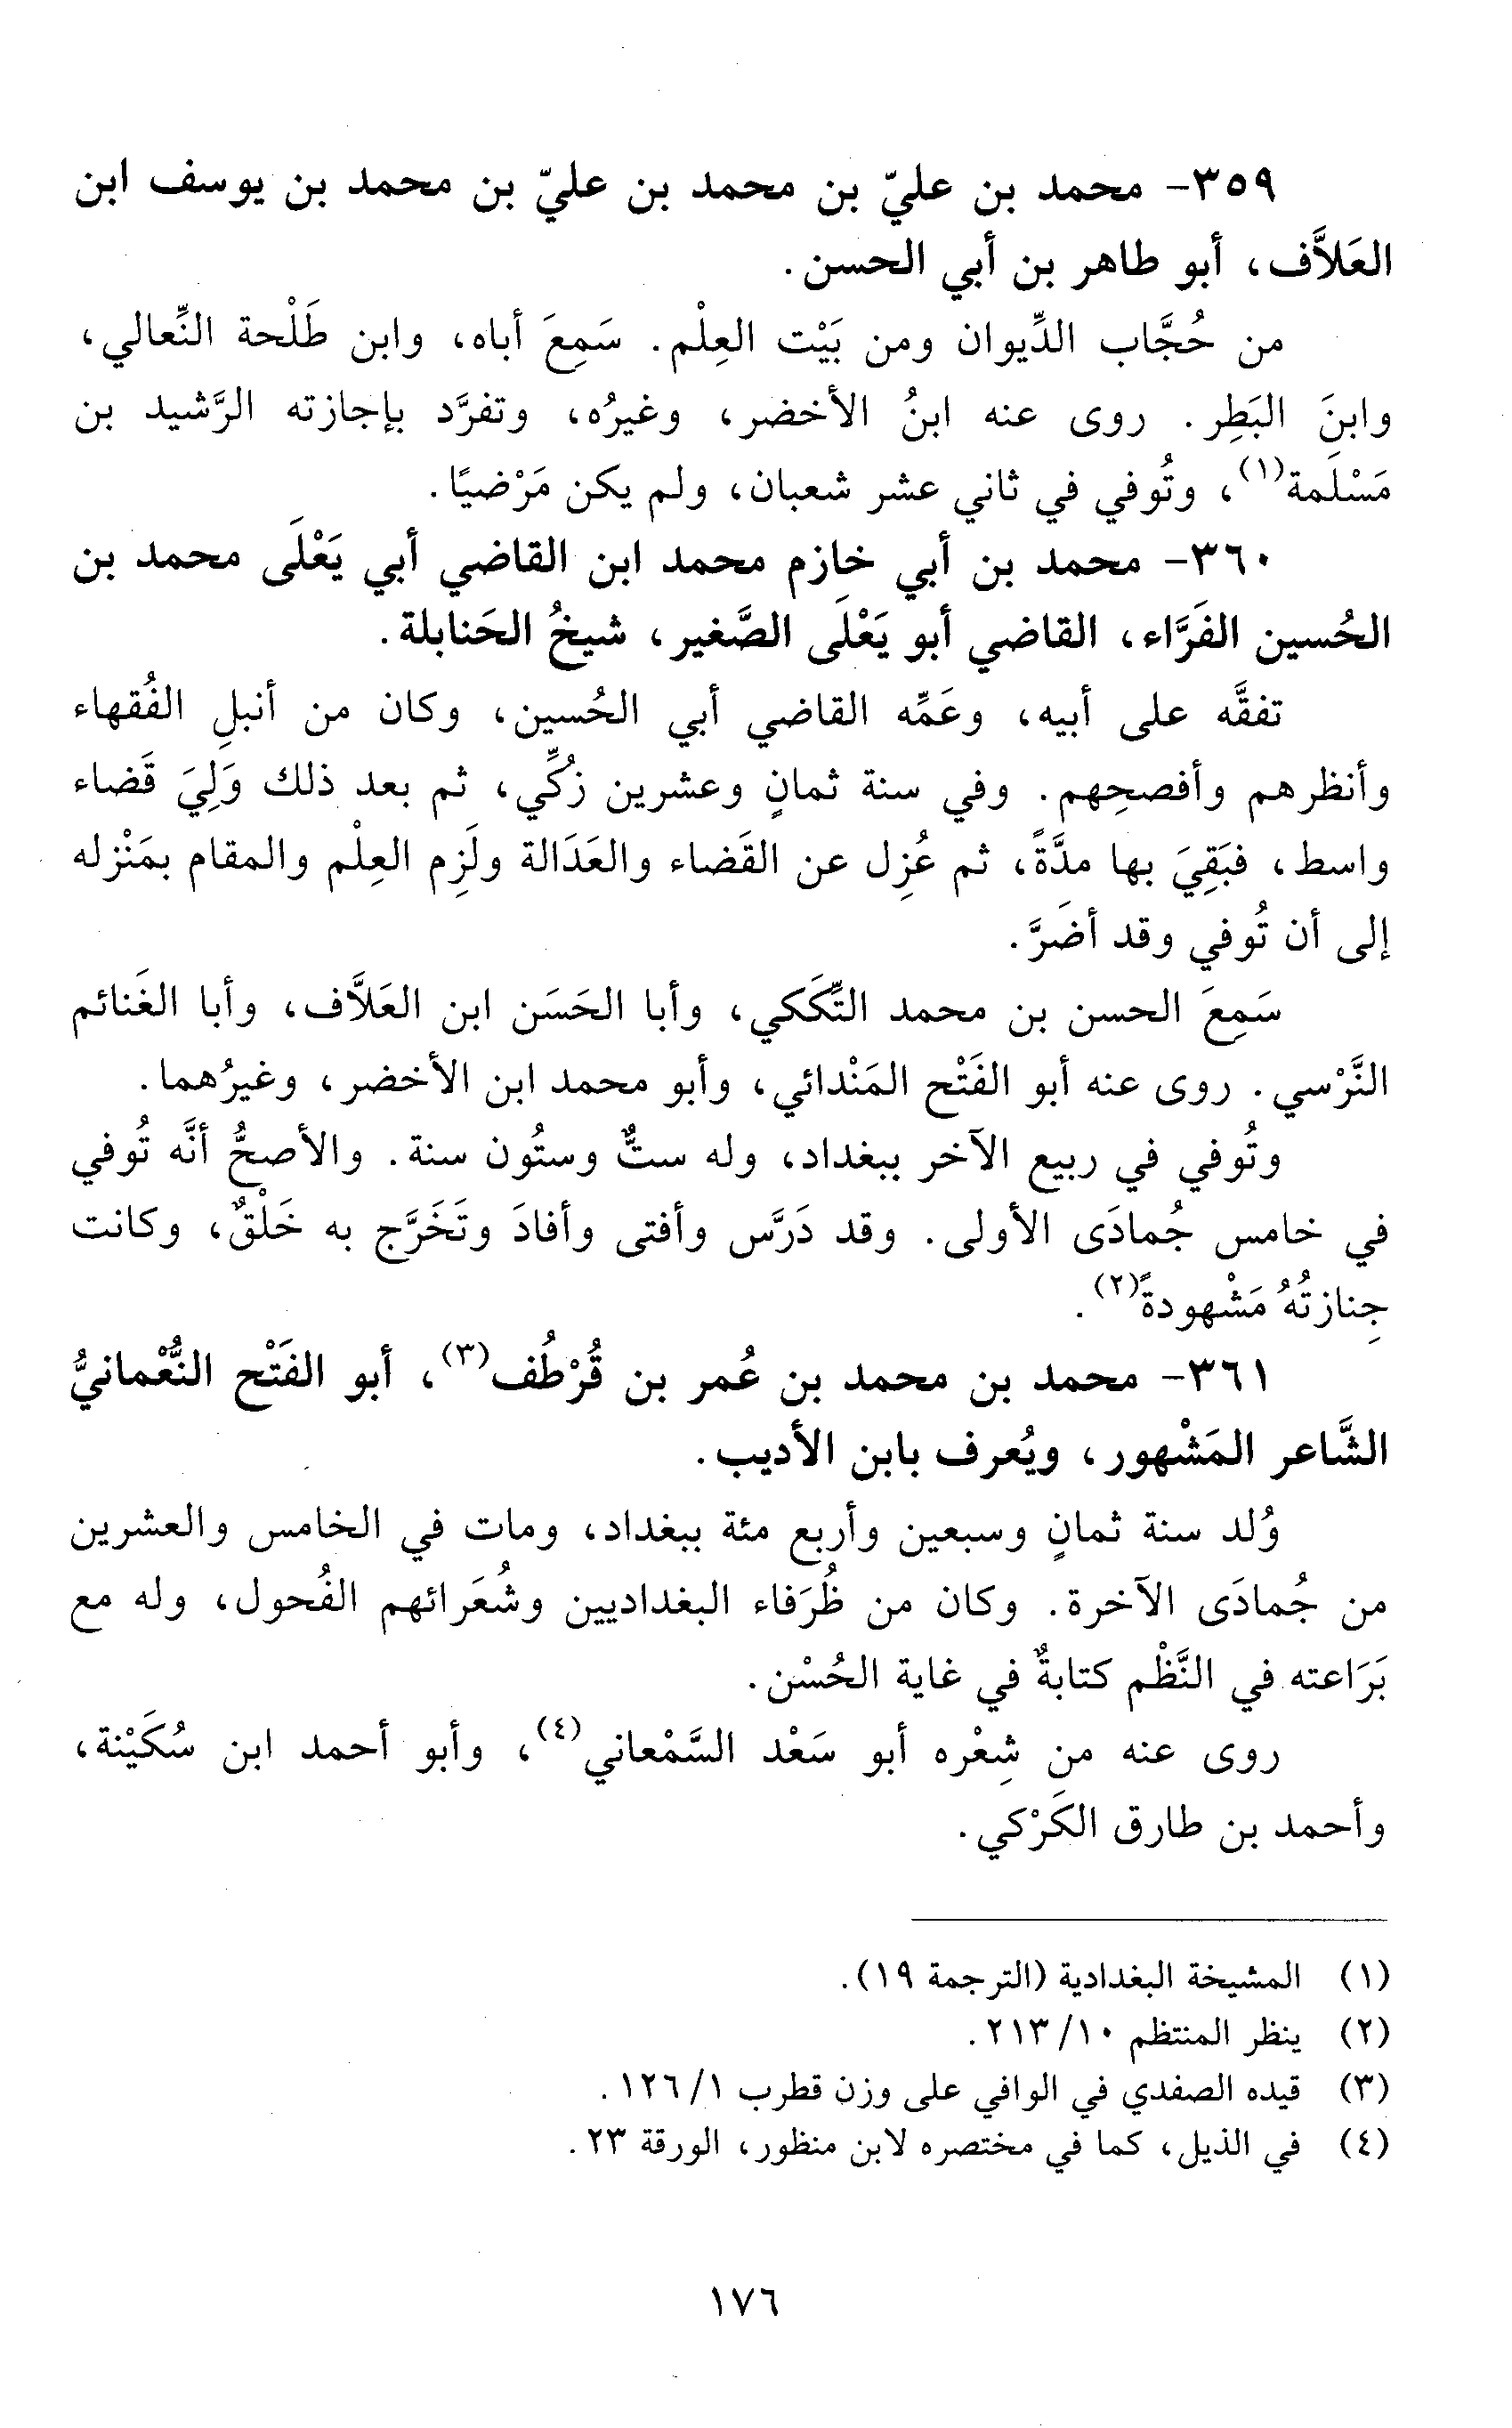 ٣٥٩- محمد بن عليّ بن محمد بن عليّ بن محمد بن يوسف ابن
العَلاَّف، أبو طاهر بن أبي الحسن.
من حُجَّاب الدِّيوان ومن بَيْت العِلْم. سَمِعَ أباه، وابن طَلْحة النِّعالي،
وابنَ البَطِر. روى عنه ابنُ الأخضر، وغيرُه، وتفرَّد بإجازته الرَّشيد بن
مَسْلَمة(١)، وتُوفي في ثاني عشر شعبان، ولم يكن مَرْضيًا.
٣٦٠- محمد بن أبي خازم محمد ابن القاضي أبي يَعْلَى محمد بن
الحُسين الفَرَّاء، القاضي أبو يَعْلَى الصَّغير، شيخُ الحَنابلة.
تفقَّه على أبيه، وعَمِّه القاضي أبي الحُسين، وكان من أنبلِ الفُقهاء
وأنظرهم وأفصحِهم. وفي سنة ثمانٍ وعشرين زُكِّي، ثم بعد ذلك وَلِيَ قَضاء
واسط، فبَقِيَ بها مدَّةً، ثم عُزِل عن القَضاء والعَدَالة ولَزِم العِلْم والمقام بمَنْزله
إلى أن تُوفي وقد أضَرَّ.
سَمِعَ الحسن بن محمد التِّكَكي، وأبا الحَسَن ابن العَلاَّف، وأبا الغَنائم
النَّرْسي. روى عنه أبو الفَتْح المَنْدائي، وأبو محمد ابن الأخضر، وغيرُهما.
وتُوفي في ربيع الآخر ببغداد، وله ستٌّ وستُون سنة. والأصحُّ أنَّه تُوفي
في خامس جُمادَى الأولى. وقد دَرَّس وأفتى وأفادَ وتَخَرَّج به خَلْقٌ، وكانت
جِنازتُهُ مَشْهودةً(٢).
٣٦١- محمد بن محمد بن عُمر بن قُرْطُف(٣)، أبو الفَتْح النُّعْمانيُّ
الشَّاعر المَشْهور، ويُعرف بابن الأديب.
وُلد سنة ثمانٍ وسبعين وأربع مئة ببغداد، ومات في الخامس والعشرين
من جُمادَى الآخرة. وكان من ظُرَفاء البغداديين وشُعَرائهم الفُحول، وله مع
بَرَاعته في النَّظْم كتابةٌ في غاية الحُسْن.
روى عنه من شِعْره أبو سَعْد السَّمْعاني(٤)، وأبو أحمد ابن سُكَيْنة،
وأحمد بن طارق الكَرْكي.
(١) المشيخة البغدادية (الترجمة ١٩).
(٢) ينظر المنتظم ١٠/ ٢١٣.
(٣) قيده الصفدي في الوافي على وزن قطرب ١/ ١٢٦.
(٤) في الذيل، كما في مختصره لابن منظور، الورقة ٢٣.
١٧٦